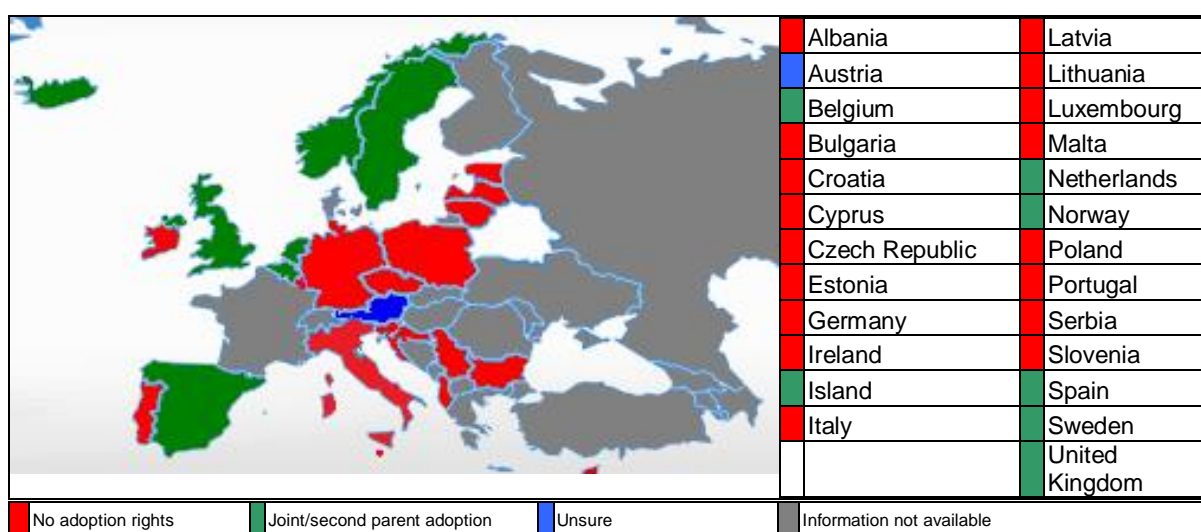 Albania
Latvia
Austria
Lithuania
Belgium
Luxembourg
Bulgaria
Malta
Croatia
Netherlands
Cyprus
Norway
Czech Republic
Poland
Estonia
Portugal
Germany
Serbia
Ireland
Slovenia
Island
Spain
Italy
Sweden
United
Kingdom
No adoption rights
Joint/second parent adoption
Unsure
Information not available